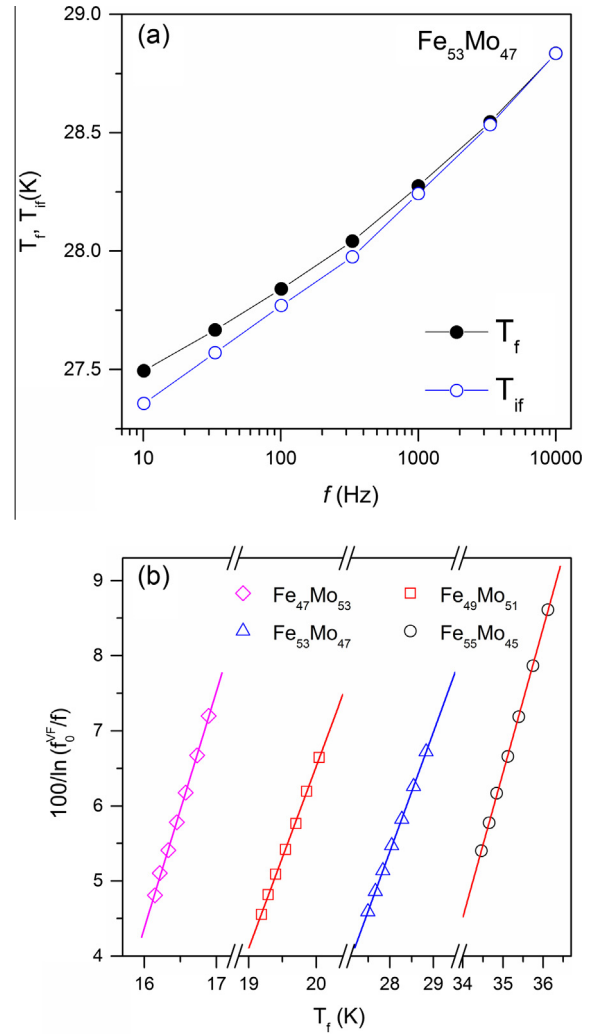 (a)
Fe53Mo47
29.0
28.5
28.0
27.5
Tf, Tif(K)
Tf
Tif
10 100 1000 10000
f (Hz)
(b)
Fe47Mo53 Fe49Mo51
Fe53Mo47 Fe55Mo45
9
8
7
6
5
4
100/ln (f0VF/f)
16 17 19 20 28 29 34 35 36
Tf (K)